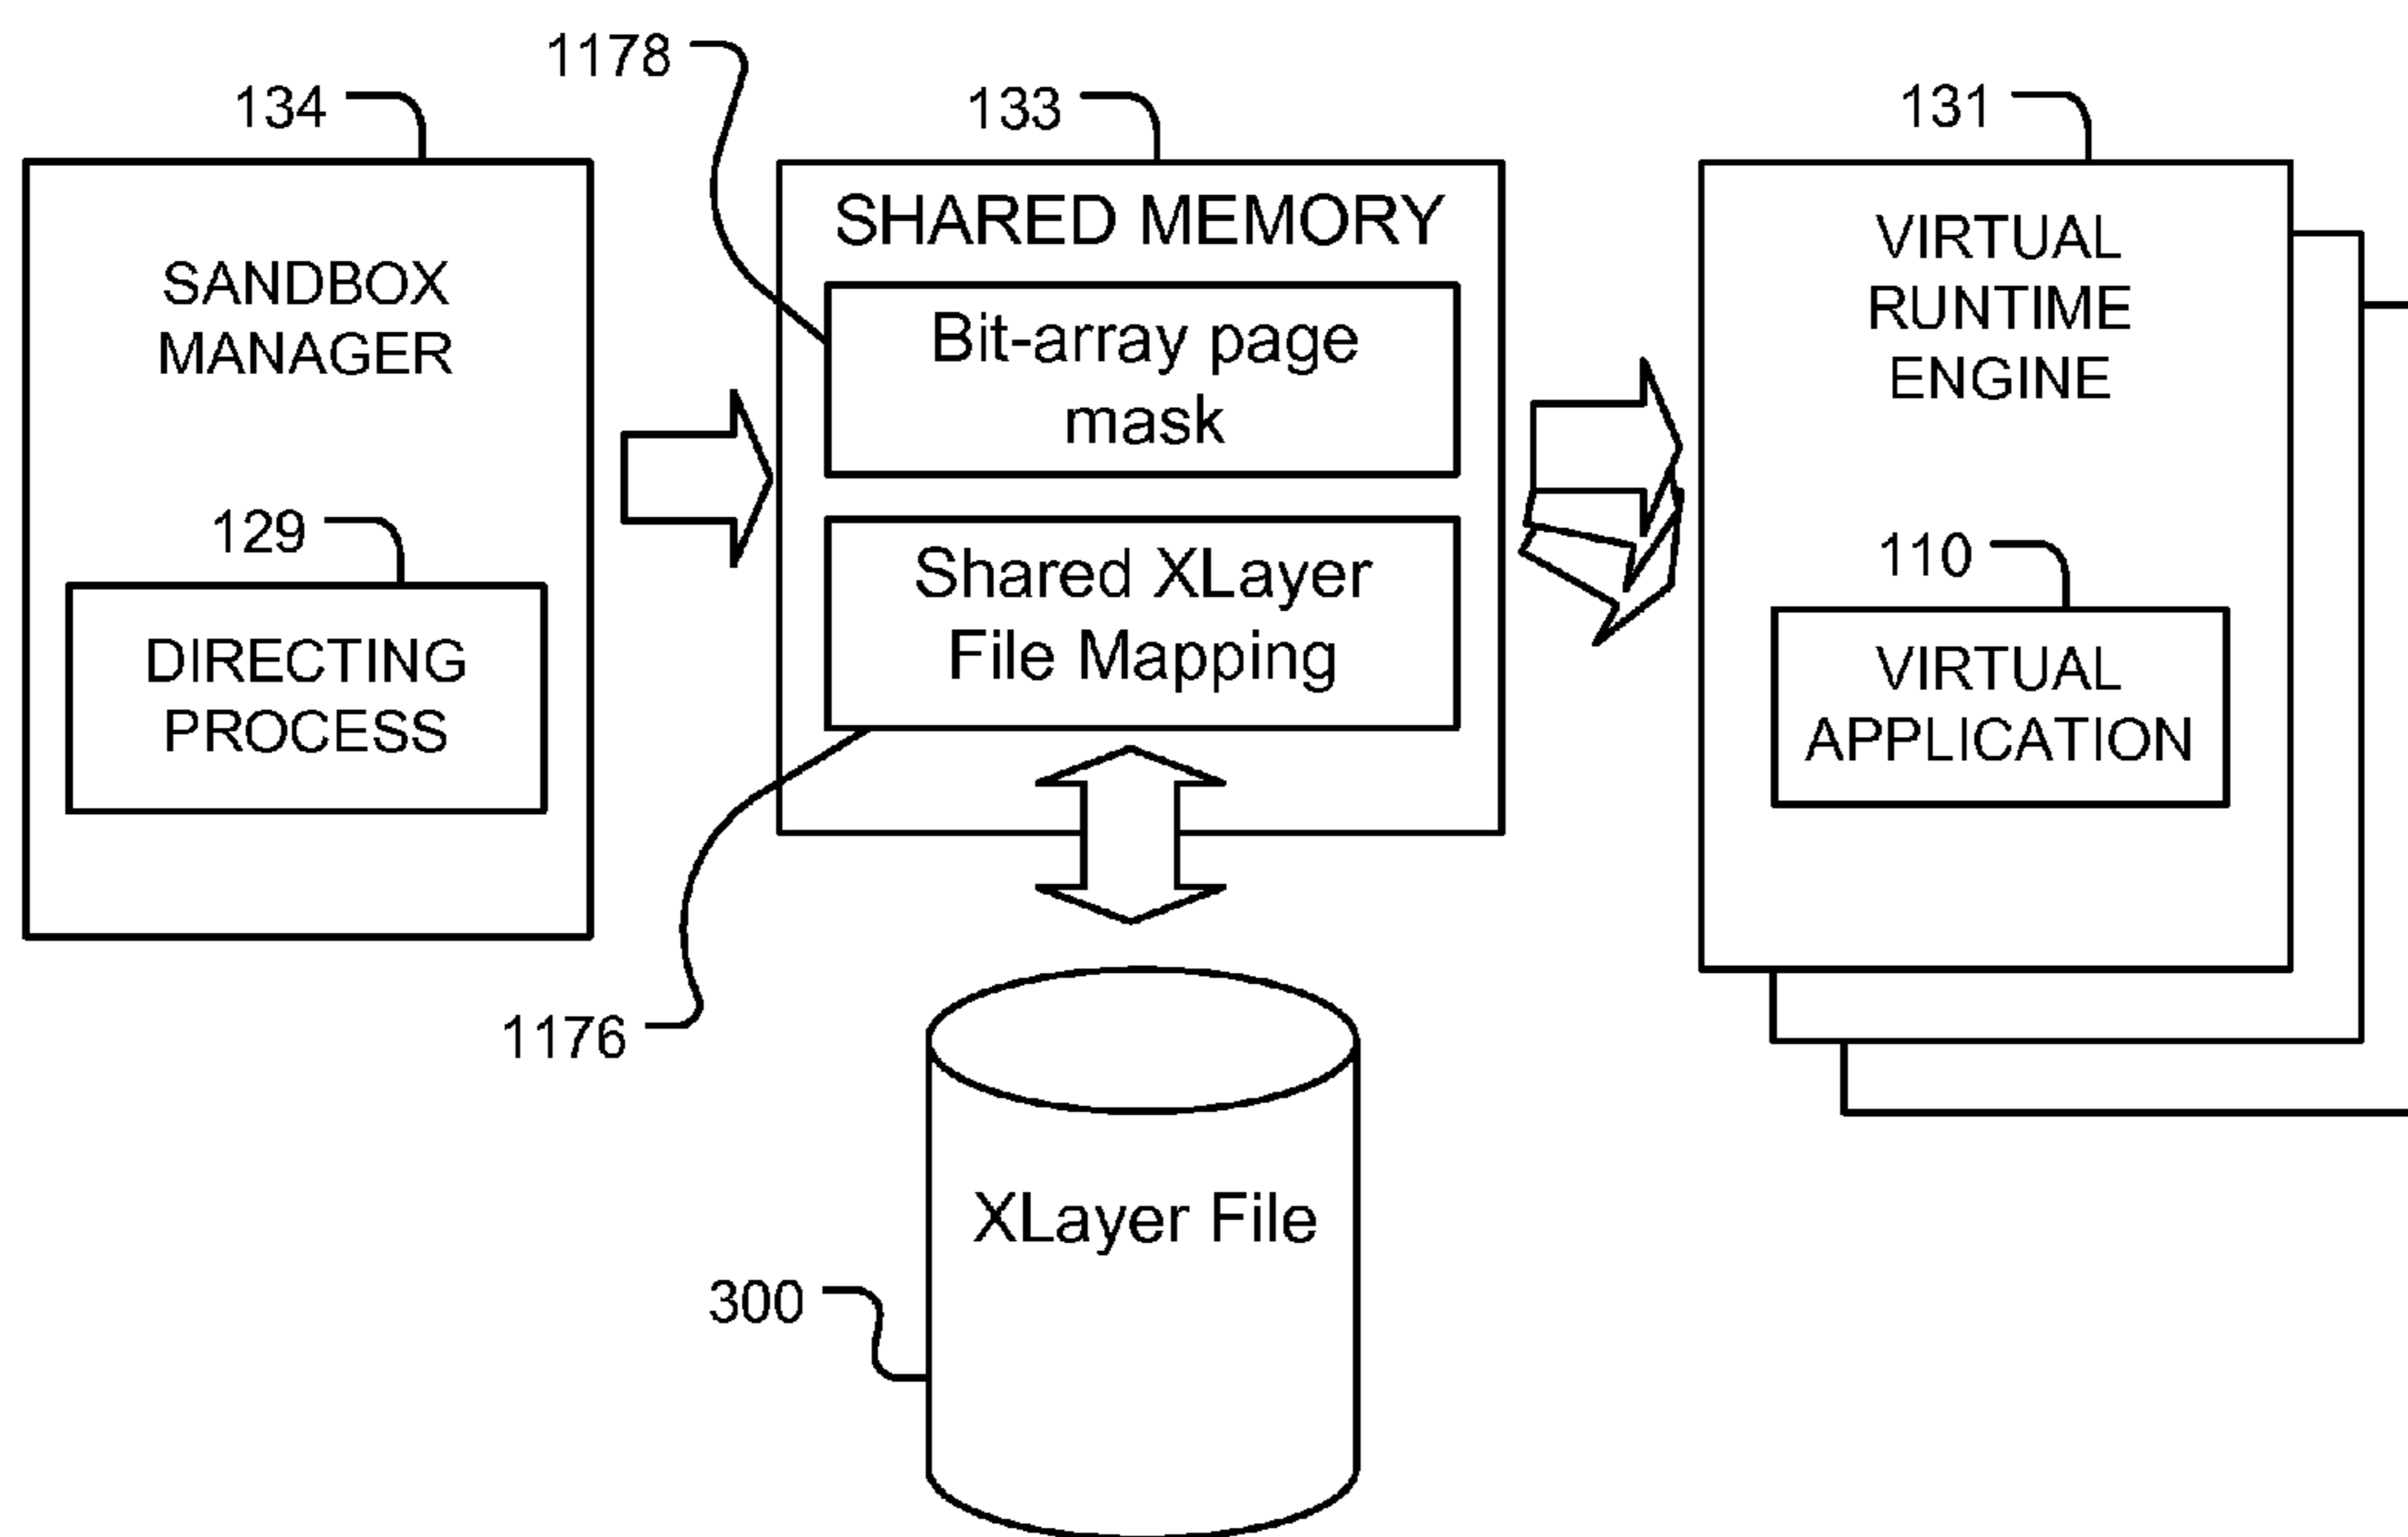 1178
134
133
131
SANDBOX
MANAGER
129
DIRECTING
PROCESS
SHARED MEMORY
Bit-array page
mask
Shared XLayer
File Mapping
1176
VIRTUAL
RUNTIME
ENGINE
110
VIRTUAL
APPLICATION
XLayer File
300